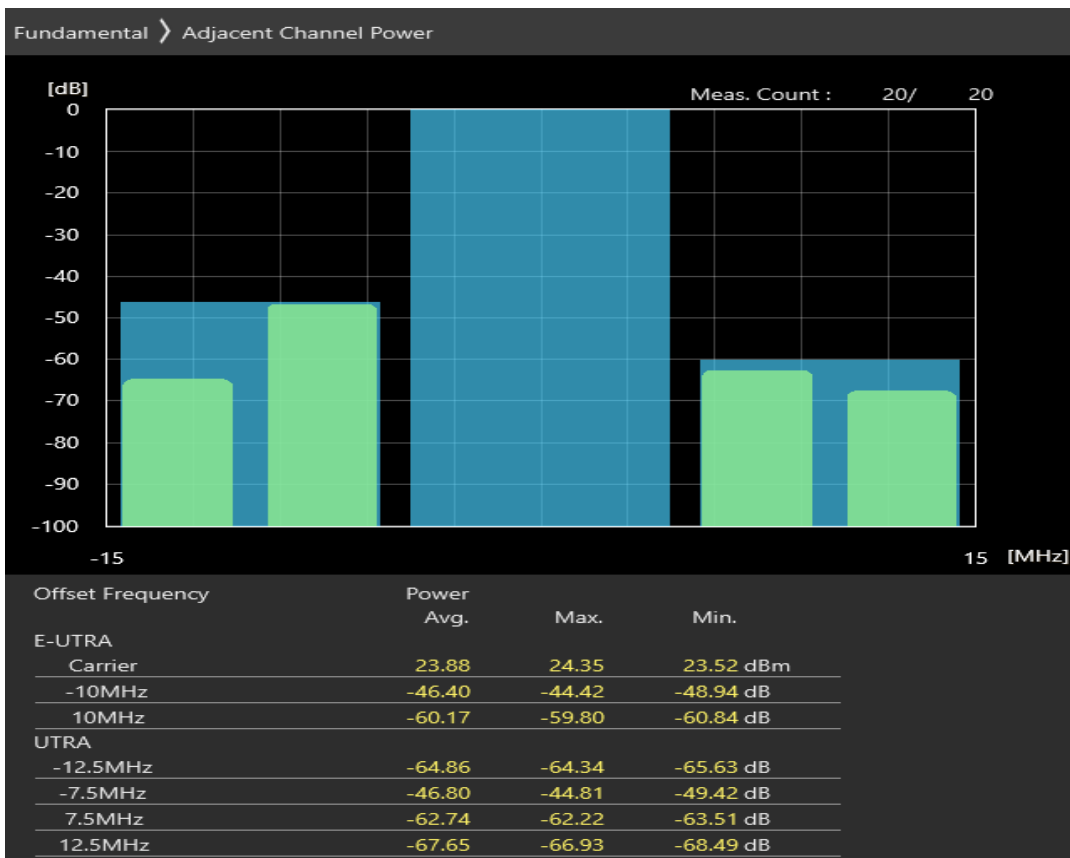 Fundamental 〉 Adjacent Channel Power
[dB]
Meas. Count : 20/ 20
0
-10
-20
-30
-40
-50
-60
-70
-80
-90
-100
-15 15 [MHz]
Offset Frequency Power
Avg. Max. Min.
E-UTRA
Carrier 23.88 24.35 23.52 dBm
-10MHz -46.40 -44.42 -48.94 dB
10MHz -60.17 -59.80 -60.84 dB
UTRA
-12.5MHz -64.86 -64.34 -65.63 dB
-7.5MHz -46.80 -44.81 -49.42 dB
7.5MHz -62.74 -62.22 -63.51 dB
12.5MHz -67.65 -66.93 -68.49 dB